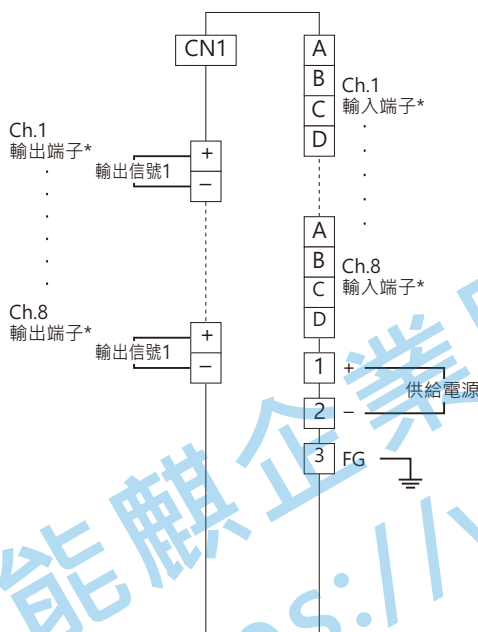 CN1
A
B
C
D
Ch.1
輸入端子*
Ch.1
輸出端子*
輸出信號1
+
−
A
B
C
D
Ch.8
輸入端子*
Ch.8
輸出端子*
輸出信號1
+
−
1
+
供給電源
2
−
3
FG
能麒企業
s://